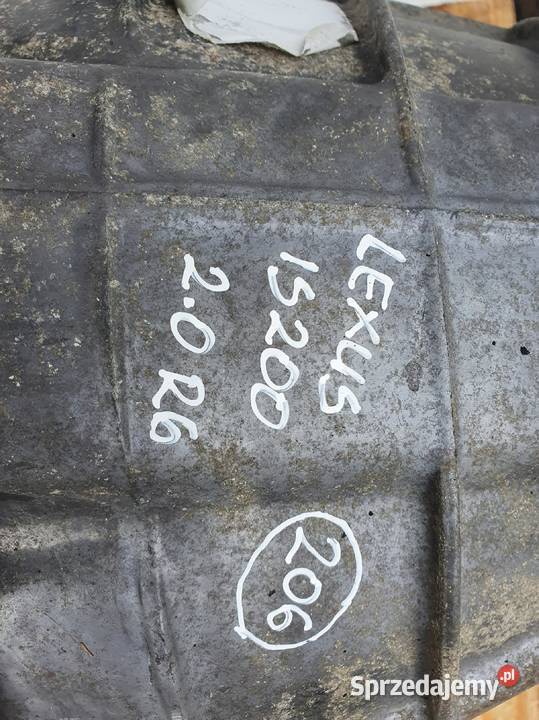 LEXUS
IS200
2.0 R6
206
Sprzedajemy.pl